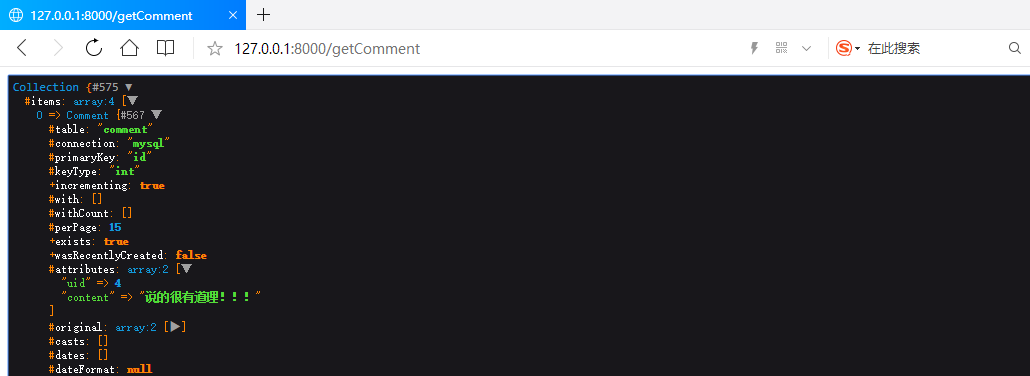 127.0.0.1:8000/getComment
127.0.0.1:8000/getComment 在此搜索
Collection {#575 ▼
#items: array:4 [▼
0 => Comment {#567 ▼
#table: "comment"
#connection: "mysql"
#primaryKey: "id"
#keyType: "int"
+incrementing: true
#with: []
#withCount: []
#perPage: 15
+exists: true
+wasRecentlyCreated: false
#attributes: array:2 [▼
"uid" => 4
"content" => "说的很有道理！！！"
]
#original: array:2 [▶]
#casts: []
#dates: []
#dateFormat: null